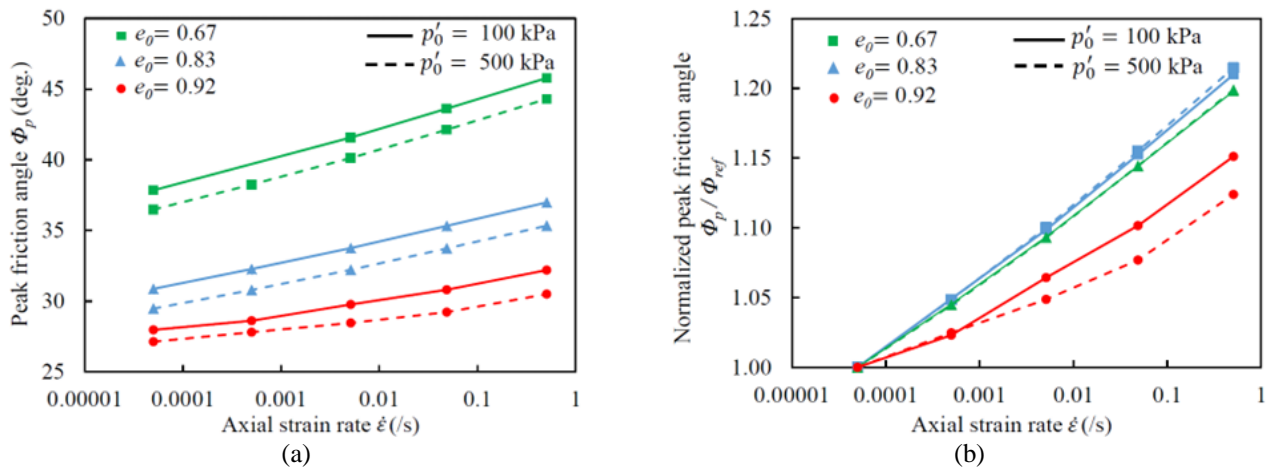 50
45
40
35
30
25
Peak friction angle Φp (deg.)
e0= 0.67
e0= 0.83
e0= 0.92
p′0 = 100 kPa
p′0 = 500 kPa
0.00001 0.0001 0.001 0.01 0.1 1
Axial strain rate ε̇ (/s)
(a)
1.25
1.20
1.15
1.10
1.05
1.00
Normalized peak friction angle
Φp / Φref
e0= 0.67
e0= 0.83
e0= 0.92
p′0 = 100 kPa
p′0 = 500 kPa
0.00001 0.0001 0.001 0.01 0.1 1
Axial strain rate ε̇ (/s)
(b)